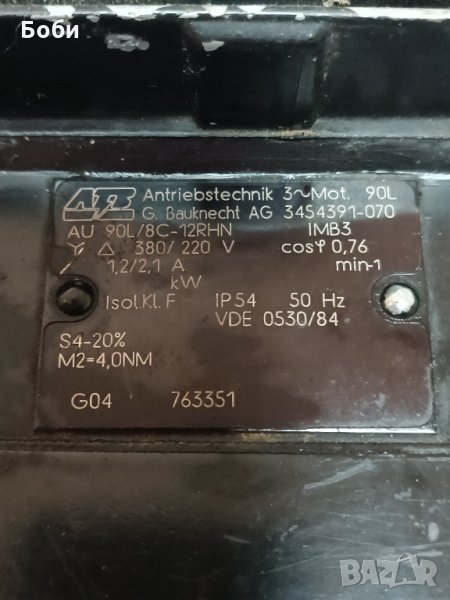 Боби
ATB Antriebstechnik 3~Mot. 90L
G. Bauknecht AG 3454391-070
AU 90L/8C-12RHN IMB3
Y △ 380/ 220 V cosφ 0,76
1,2/2,1 A min-1
kW
Isol.Kl. F IP54 50 Hz
VDE 0530/84
S4-20%
M2=4,0NM
G04 763351
BAZAR